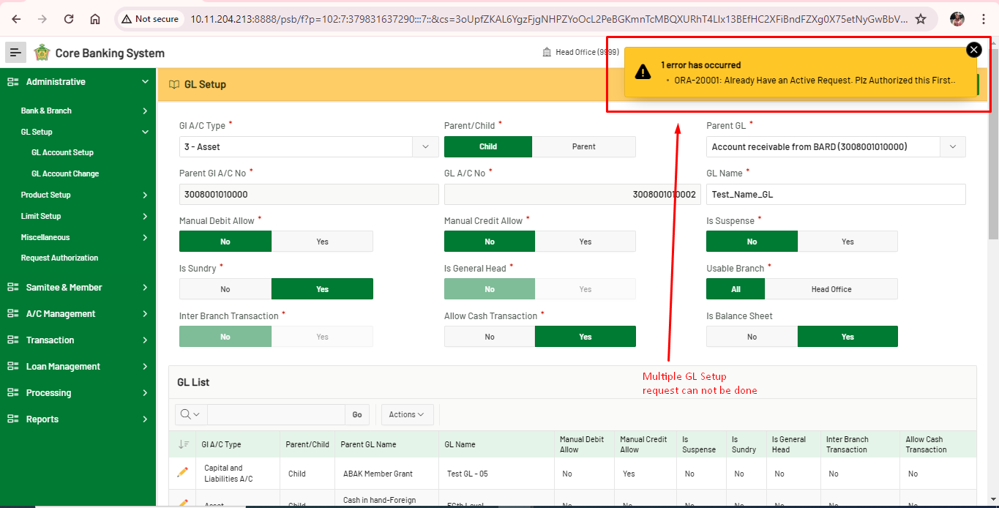 Not secure
10.11.204.213:8888/psb/f?p=102:7:379831637290:::7::&cs=3oUpfZKAL6YgzFjgNHPZYoOcL2PeBGKmnTcMBQXURhT4LIx13BEfHC2XFiBndFZXg0X75etNyGwBbV...
Core Banking System
Head Office (9999)
1 error has occurred
• ORA-20001: Already Have an Active Request. Plz Authorized this First..
Administrative
Bank & Branch
GL Setup
GL Account Setup
GL Account Change
Product Setup
Limit Setup
Miscellaneous
Request Authorization
Samitee & Member
A/C Management
Transaction
Loan Management
Processing
Reports
GL Setup
Gl A/C Type *
3 - Asset
Parent/Child *
Child Parent
Parent GL *
Account receivable from BARD (3008001010000)
Parent Gl A/C No *
3008001010000
GL A/C No *
3008001010002
GL Name *
Test_Name_GL
Manual Debit Allow *
No Yes
Manual Credit Allow *
No Yes
Is Suspense *
No Yes
Is Sundry *
No Yes
Is General Head *
No Yes
Usable Branch *
All Head Office
Inter Branch Transaction *
No Yes
Allow Cash Transaction *
No Yes
Is Balance Sheet
No Yes
Multiple GL Setup
request can not be done
GL List
Go
Actions
Gl A/C Type Parent/Child Parent GL Name GL Name Manual Debit Allow Manual Credit Allow Is Suspense Is Sundry Is General Head Inter Branch Transaction Allow Cash Transaction
Capital and Liabilities A/C Child ABAK Member Grant Test GL - 05 No Yes No No No No No
Asset Child Cash in hand-Foreign No No No No No No